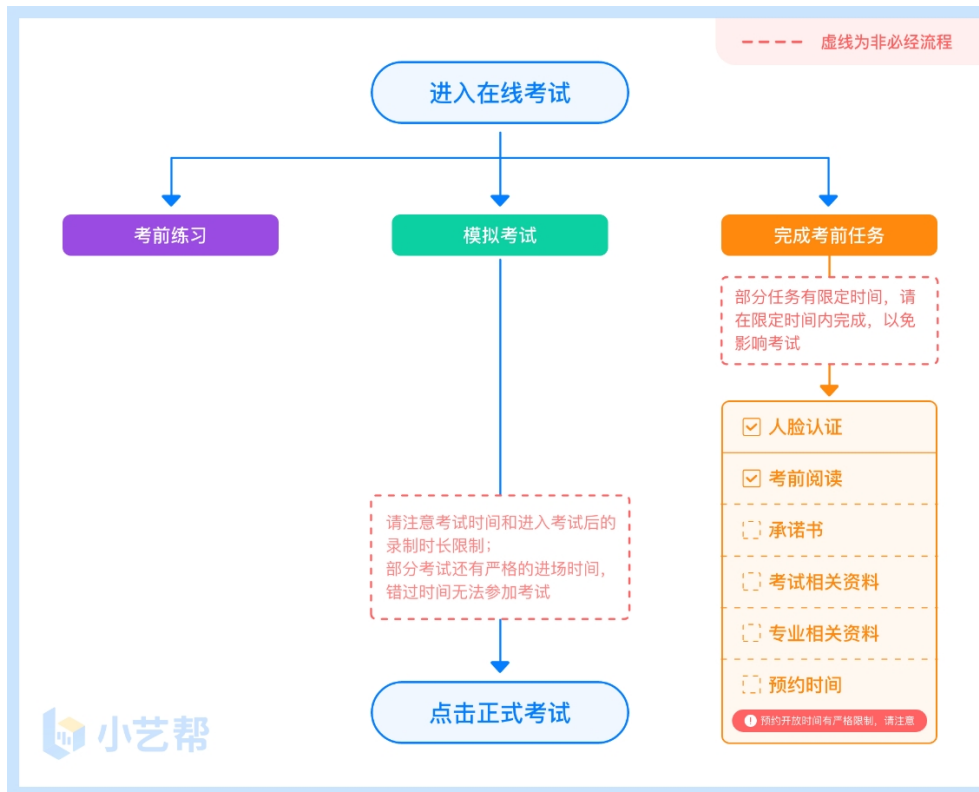 虚线为非必经流程
进入在线考试
考前练习
模拟考试
完成考前任务
部分任务有限定时间，请
在限定时间内完成，以免
影响考试
人脸认证
考前阅读
承诺书
考试相关资料
专业相关资料
预约时间
预约开放时间有严格限制，请注意
请注意考试时间和进入考试后的
录制时长限制；
部分考试还有严格的进场时间，
错过时间无法参加考试
点击正式考试
小艺帮